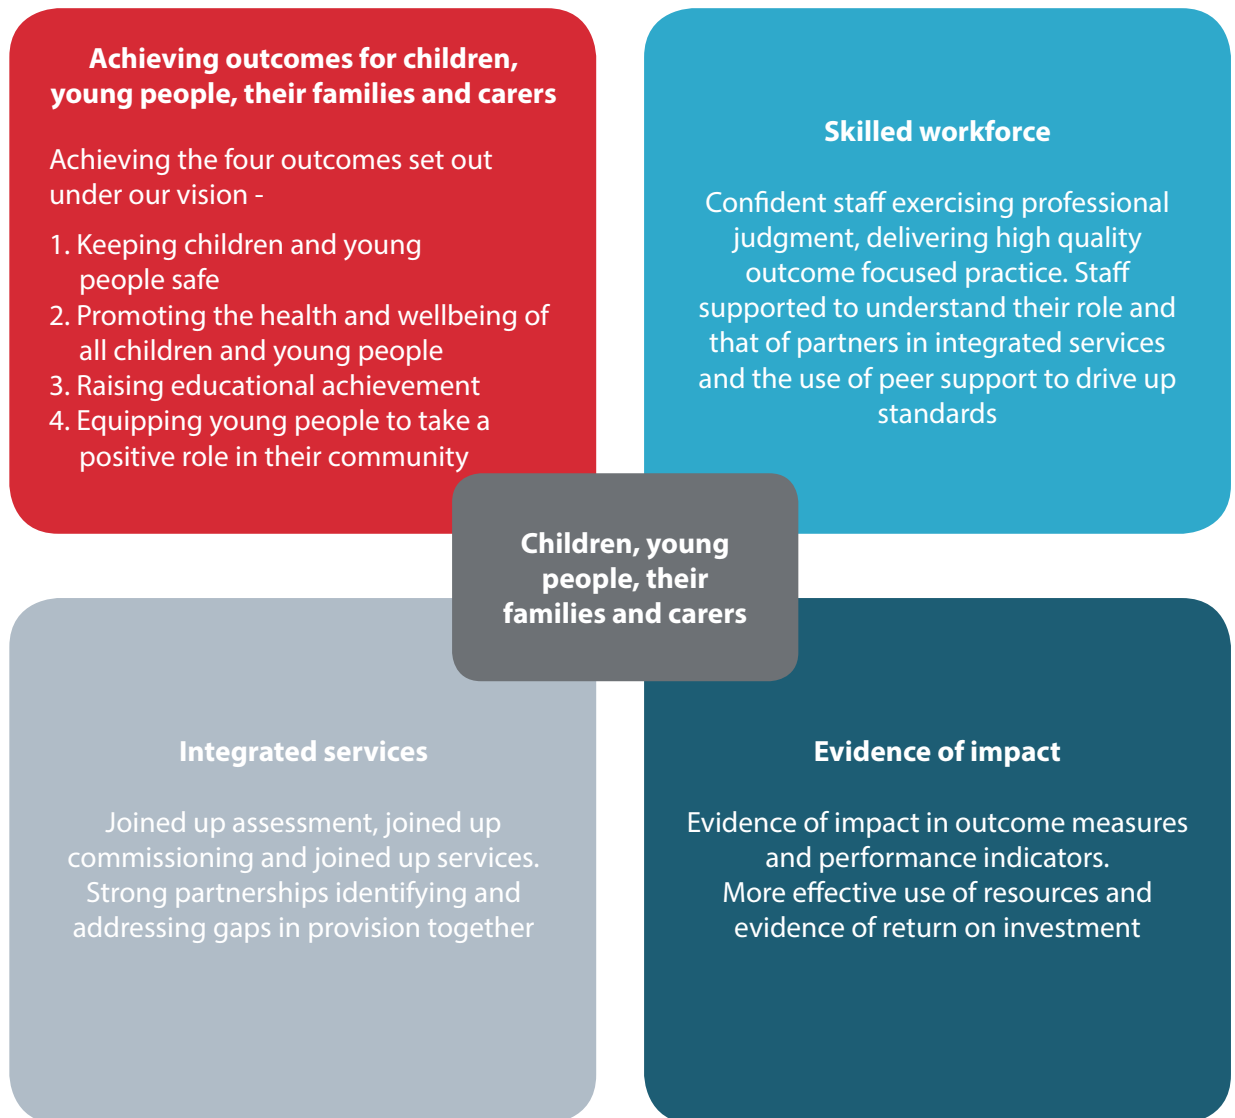 Achieving outcomes for children,
young people, their families and carers
Achieving the four outcomes set out
under our vision -
1. Keeping children and young
people safe
2. Promoting the health and wellbeing of
all children and young people
3. Raising educational achievement
4. Equipping young people to take a
positive role in their community
Skilled workforce
Confident staff exercising professional
judgment, delivering high quality
outcome focused practice. Staff
supported to understand their role and
that of partners in integrated services
and the use of peer support to drive up
standards
Children, young
people, their
families and carers
Integrated services
Joined up assessment, joined up
commissioning and joined up services.
Strong partnerships identifying and
addressing gaps in provision together
Evidence of impact
Evidence of impact in outcome measures
and performance indicators.
More effective use of resources and
evidence of return on investment